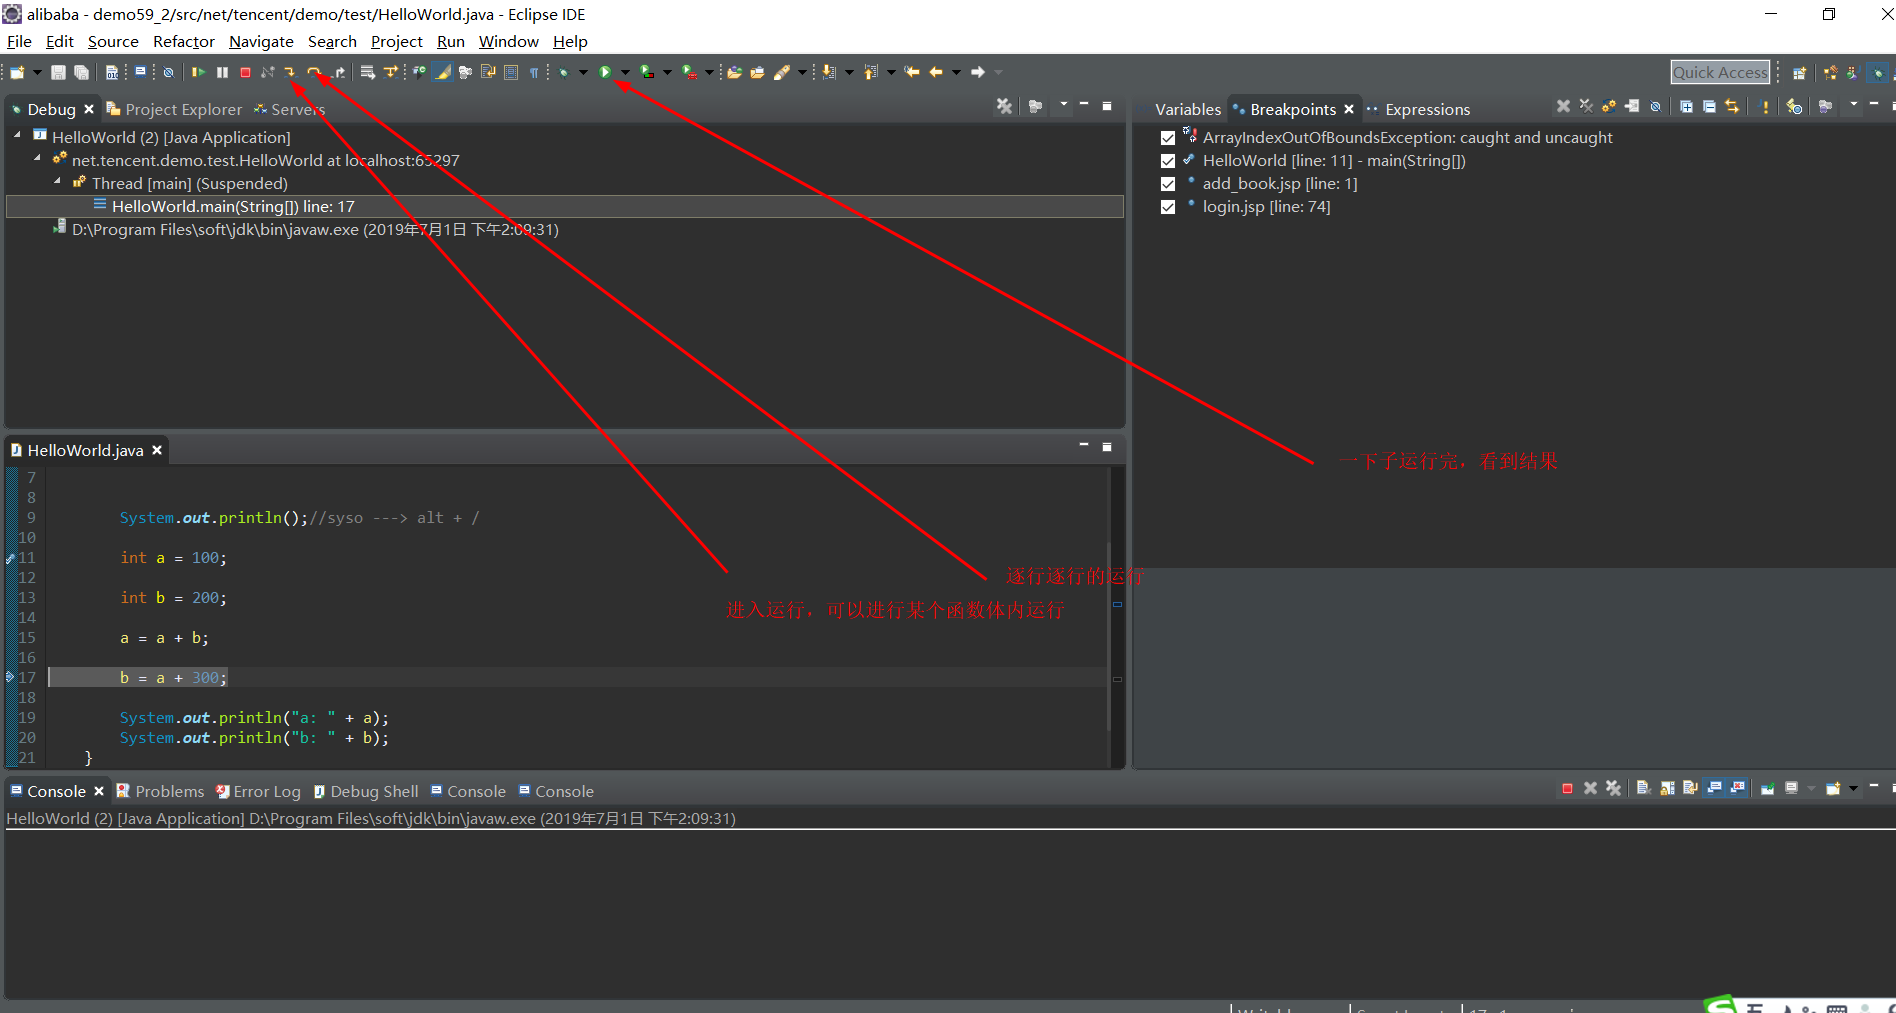 alibaba - demo59_2/src/net/tencent/demo/test/HelloWorld.java - Eclipse IDE
File Edit Source Refactor Navigate Search Project Run Window Help
Quick Access
Debug Project Explorer Servers
HelloWorld (2) [Java Application]
net.tencent.demo.test.HelloWorld at localhost:65297
Thread [main] (Suspended)
HelloWorld.main(String[]) line: 17
D:\Program Files\soft\jdk\bin\javaw.exe (2019年7月1日 下午2:09:31)
Variables Breakpoints Expressions
ArrayIndexOutOfBoundsException: caught and uncaught
HelloWorld [line: 11] - main(String[])
add_book.jsp [line: 1]
login.jsp [line: 74]
一下子运行完，看到结果
HelloWorld.java
7
8
9 System.out.println();//syso ---> alt + /
10
11 int a = 100;
12
13 int b = 200;
14
15 a = a + b;
16
17 b = a + 300;
18
19 System.out.println("a: " + a);
20 System.out.println("b: " + b);
21 }
逐行逐行的运行
进入运行，可以进行某个函数体内运行
Console Problems Error Log Debug Shell Console Console
HelloWorld (2) [Java Application] D:\Program Files\soft\jdk\bin\javaw.exe (2019年7月1日 下午2:09:31)